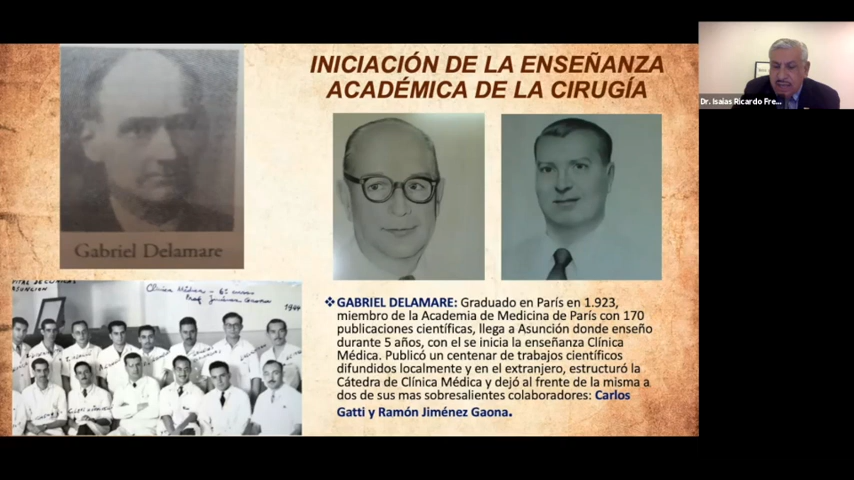 INICIACIÓN DE LA ENSEÑANZA
ACADÉMICA DE LA CIRUGÍA
Dr. Isaias Ricardo Fre...
Gabriel Delamare
Clínica Médica - 6º curso
Prof. Jiménez Gaona
❖GABRIEL DELAMARE: Graduado en París en 1.923,
miembro de la Academia de Medicina de París con 170
publicaciones científicas, llega a Asunción donde enseño
durante 5 años, con el se inicia la enseñanza Clínica
Médica. Publicó un centenar de trabajos científicos
difundidos localmente y en el extranjero, estructuró la
Cátedra de Clínica Médica y dejó al frente de la misma a
dos de sus mas sobresalientes colaboradores: Carlos
Gatti y Ramón Jiménez Gaona.